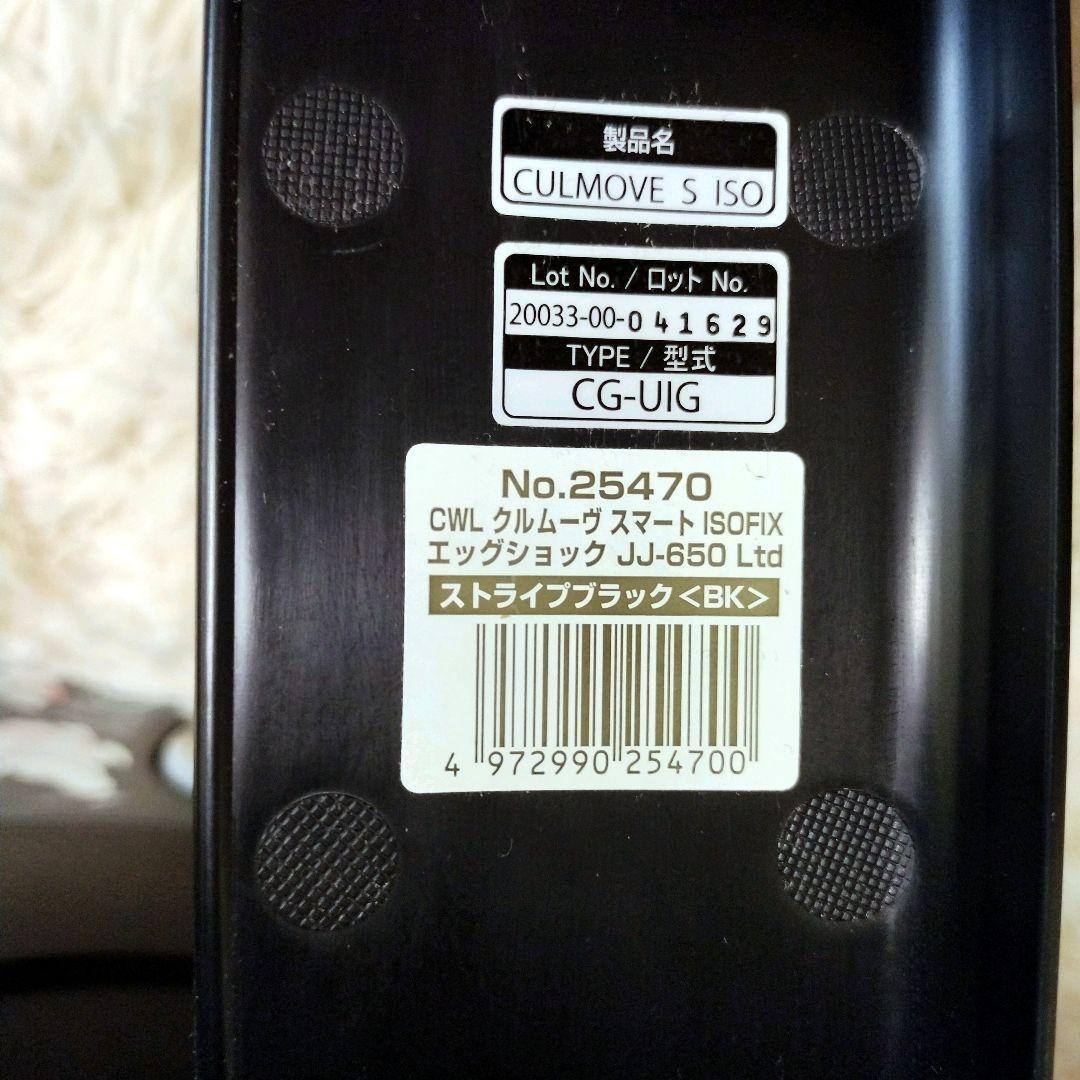 製品名
CULMOVE S ISO
Lot No. / ロット No.
20033-00-041629
TYPE / 型式
CG-UIG
No.25470
CWL クルムーヴ スマート ISOFIX
エッグショック JJ-650 Ltd
ストライプブラック<BK>
4 972990 254700